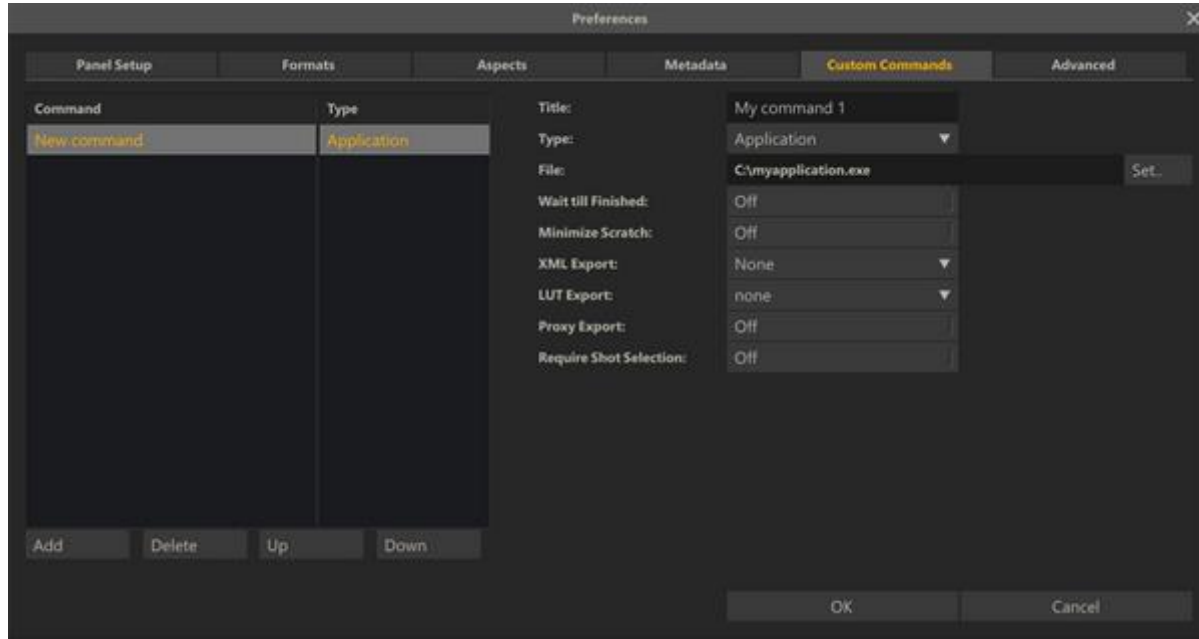 Preferences
Panel Setup Formats Aspects Metadata Custom Commands Advanced
Command Type
New command Application
Title: My command 1
Type: Application
File: C:\myapplication.exe Set..
Wait till Finished: Off
Minimize Scratch: Off
XML Export: None
LUT Export: none
Proxy Export: Off
Require Shot Selection: Off
Add Delete Up Down
OK Cancel